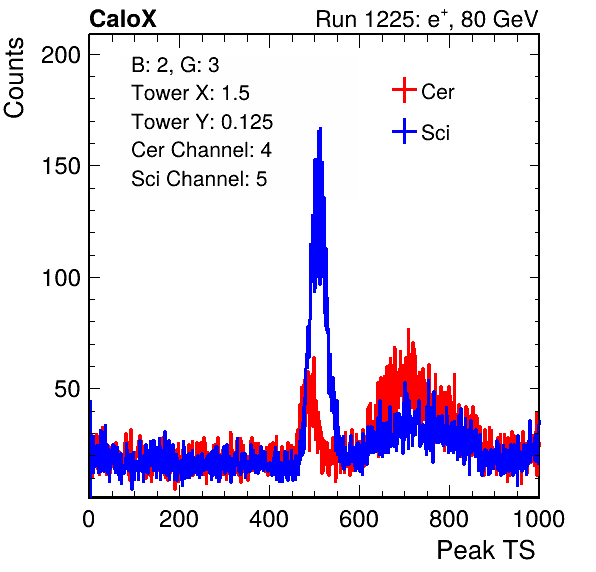 CaloX Run 1225: e⁺, 80 GeV
Counts
200
150
100
50
B: 2, G: 3
Tower X: 1.5
Tower Y: 0.125
Cer Channel: 4
Sci Channel: 5
Cer
Sci
0 200 400 600 800 1000
Peak TS